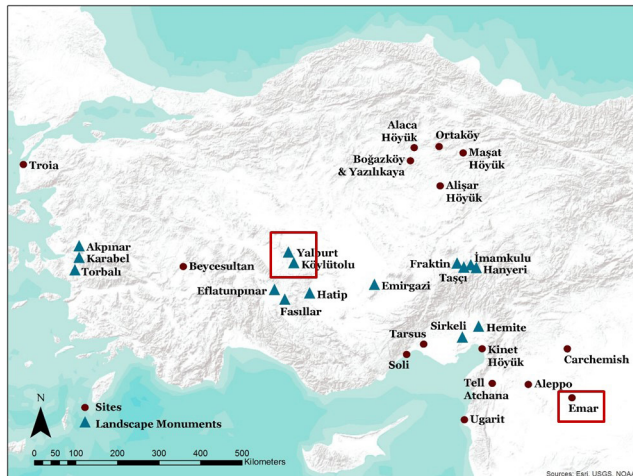 Alaca
Höyük
Ortaköy
Boğazköy
& Yazılıkaya
Maşat
Höyük
Troia
Alişar
Höyük
Akpınar
Karabel
Torbalı
Beycesultan
Yalburt
Köylütolu
Fraktin
İmamkulu
Hanyeri
Taşçı
Eflatunpınar
Hatip
Fasıllar
Emirgazi
Sirkeli
Hemite
Tarsus
Soli
Kinet
Höyük
Carchemish
Tell
Atchana
Aleppo
Emar
Ugarit
N
Sites
Landscape Monuments
0 50 100 200 300 400 500
Kilometers
Sources: Esri, USGS, NOAA